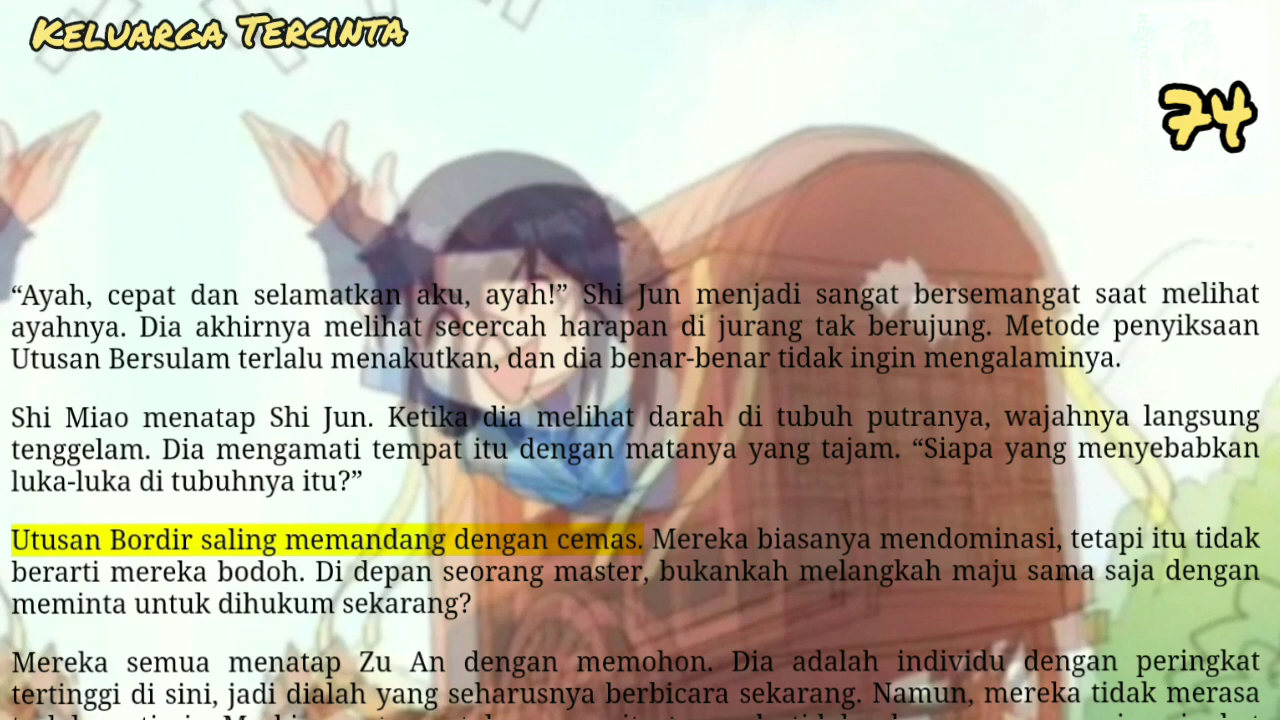 Keluarga Tercinta
74
“Ayah, cepat dan selamatkan aku, ayah!” Shi Jun menjadi sangat bersemangat saat melihat
ayahnya. Dia akhirnya melihat secercah harapan di jurang tak berujung. Metode penyiksaan
Utusan Bersulam terlalu menakutkan, dan dia benar-benar tidak ingin mengalaminya.
Shi Miao menatap Shi Jun. Ketika dia melihat darah di tubuh putranya, wajahnya langsung
tenggelam. Dia mengamati tempat itu dengan matanya yang tajam. “Siapa yang menyebabkan
luka-luka di tubuhnya itu?”
Utusan Bordir saling memandang dengan cemas. Mereka biasanya mendominasi, tetapi itu tidak
berarti mereka bodoh. Di depan seorang master, bukankah melangkah maju sama saja dengan
meminta untuk dihukum sekarang?
Mereka semua menatap Zu An dengan memohon. Dia adalah individu dengan peringkat
tertinggi di sini, jadi dialah yang seharusnya berbicara sekarang. Namun, mereka tidak merasa